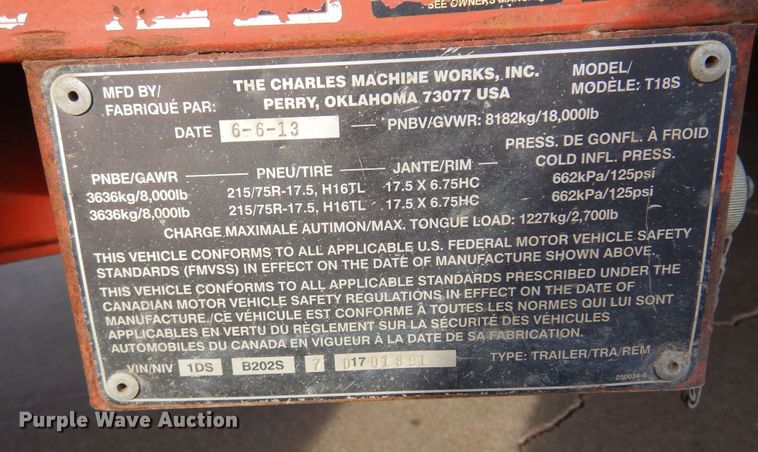 SEE OWNERS MANUAL
MFD BY/ THE CHARLES MACHINE WORKS, INC. MODEL/
FABRIQUÉ PAR: PERRY, OKLAHOMA 73077 USA MODÈLE: T18S
DATE 6-6-13 PNBV/GVWR: 8182kg/18,000lb
PRESS. DE GONFL. À FROID
PNBE/GAWR — PNEU/TIRE — JANTE/RIM — COLD INFL. PRESS.
3636kg/8,000lb 215/75R-17.5, H16TL 17.5 X 6.75HC 662kPa/125psi
3636kg/8,000lb 215/75R-17.5, H16TL 17.5 X 6.75HC 662kPa/125psi
CHARGE MAXIMALE AUTIMON/MAX. TONGUE LOAD: 1227kg/2,700lb
THIS VEHICLE CONFORMS TO ALL APPLICABLE U.S. FEDERAL MOTOR VEHICLE SAFETY
STANDARDS (FMVSS) IN EFFECT ON THE DATE OF MANUFACTURE SHOWN ABOVE.
THIS VEHICLE CONFORMS TO ALL APPLICABLE STANDARDS PRESCRIBED UNDER THE
CANADIAN MOTOR VEHICLE SAFETY REGULATIONS IN EFFECT ON THE DATE OF
MANUFACTURE./CE VÉHICULE EST CONFORME À TOUTES LES NORMES QUI LUI SONT
APPLICABLES EN VERTU DU RÈGLEMENT SUR LA SÉCURITÉ DES VÉHICULES
AUTOMOBILES DU CANADA EN VIGUEUR À LA DATE DE SA FABRICATION.
VIN/NIV 1DS B202S 7 D 17 01891 TYPE: TRAILER/TRA/REM
250034-6
Purple Wave Auction